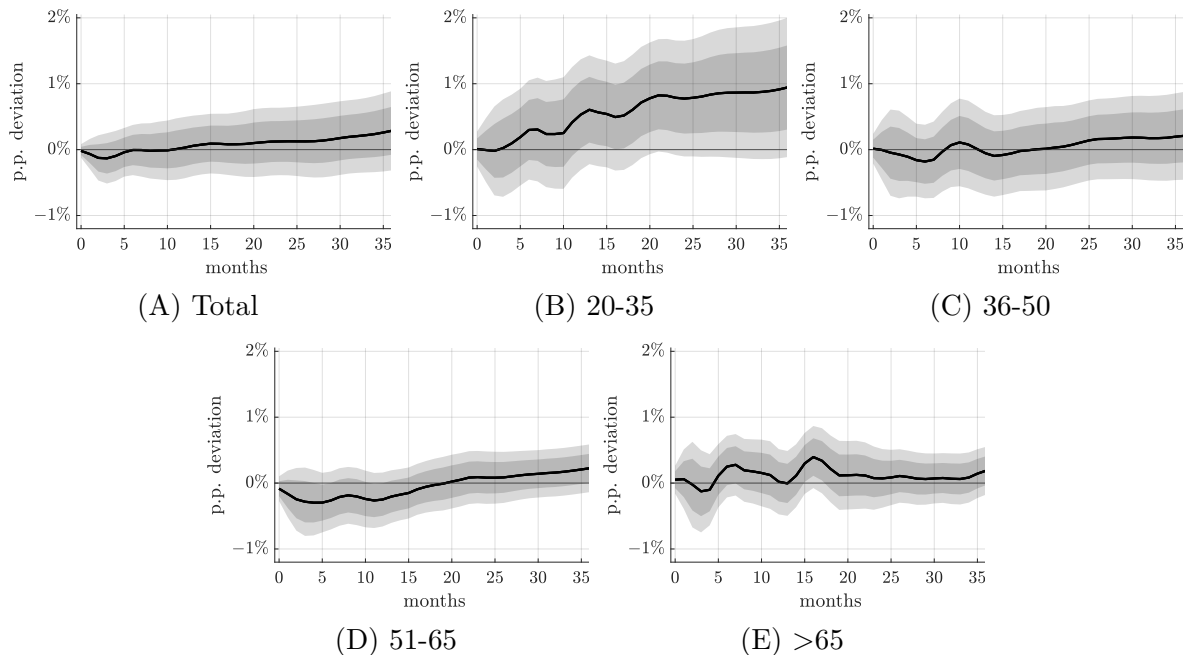 2%
1%
0%
−1%
p.p. deviation
0 5 10 15 20 25 30 35
months
(A) Total
2%
1%
0%
−1%
p.p. deviation
0 5 10 15 20 25 30 35
months
(B) 20-35
2%
1%
0%
−1%
p.p. deviation
0 5 10 15 20 25 30 35
months
(C) 36-50
2%
1%
0%
−1%
p.p. deviation
0 5 10 15 20 25 30 35
months
(D) 51-65
2%
1%
0%
−1%
p.p. deviation
0 5 10 15 20 25 30 35
months
(E) >65